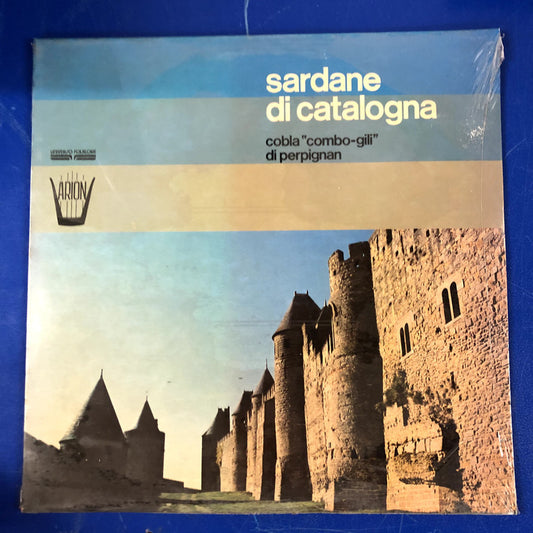 sardane
di catalogna
cobla "combo-gili"
di perpignan
ARION